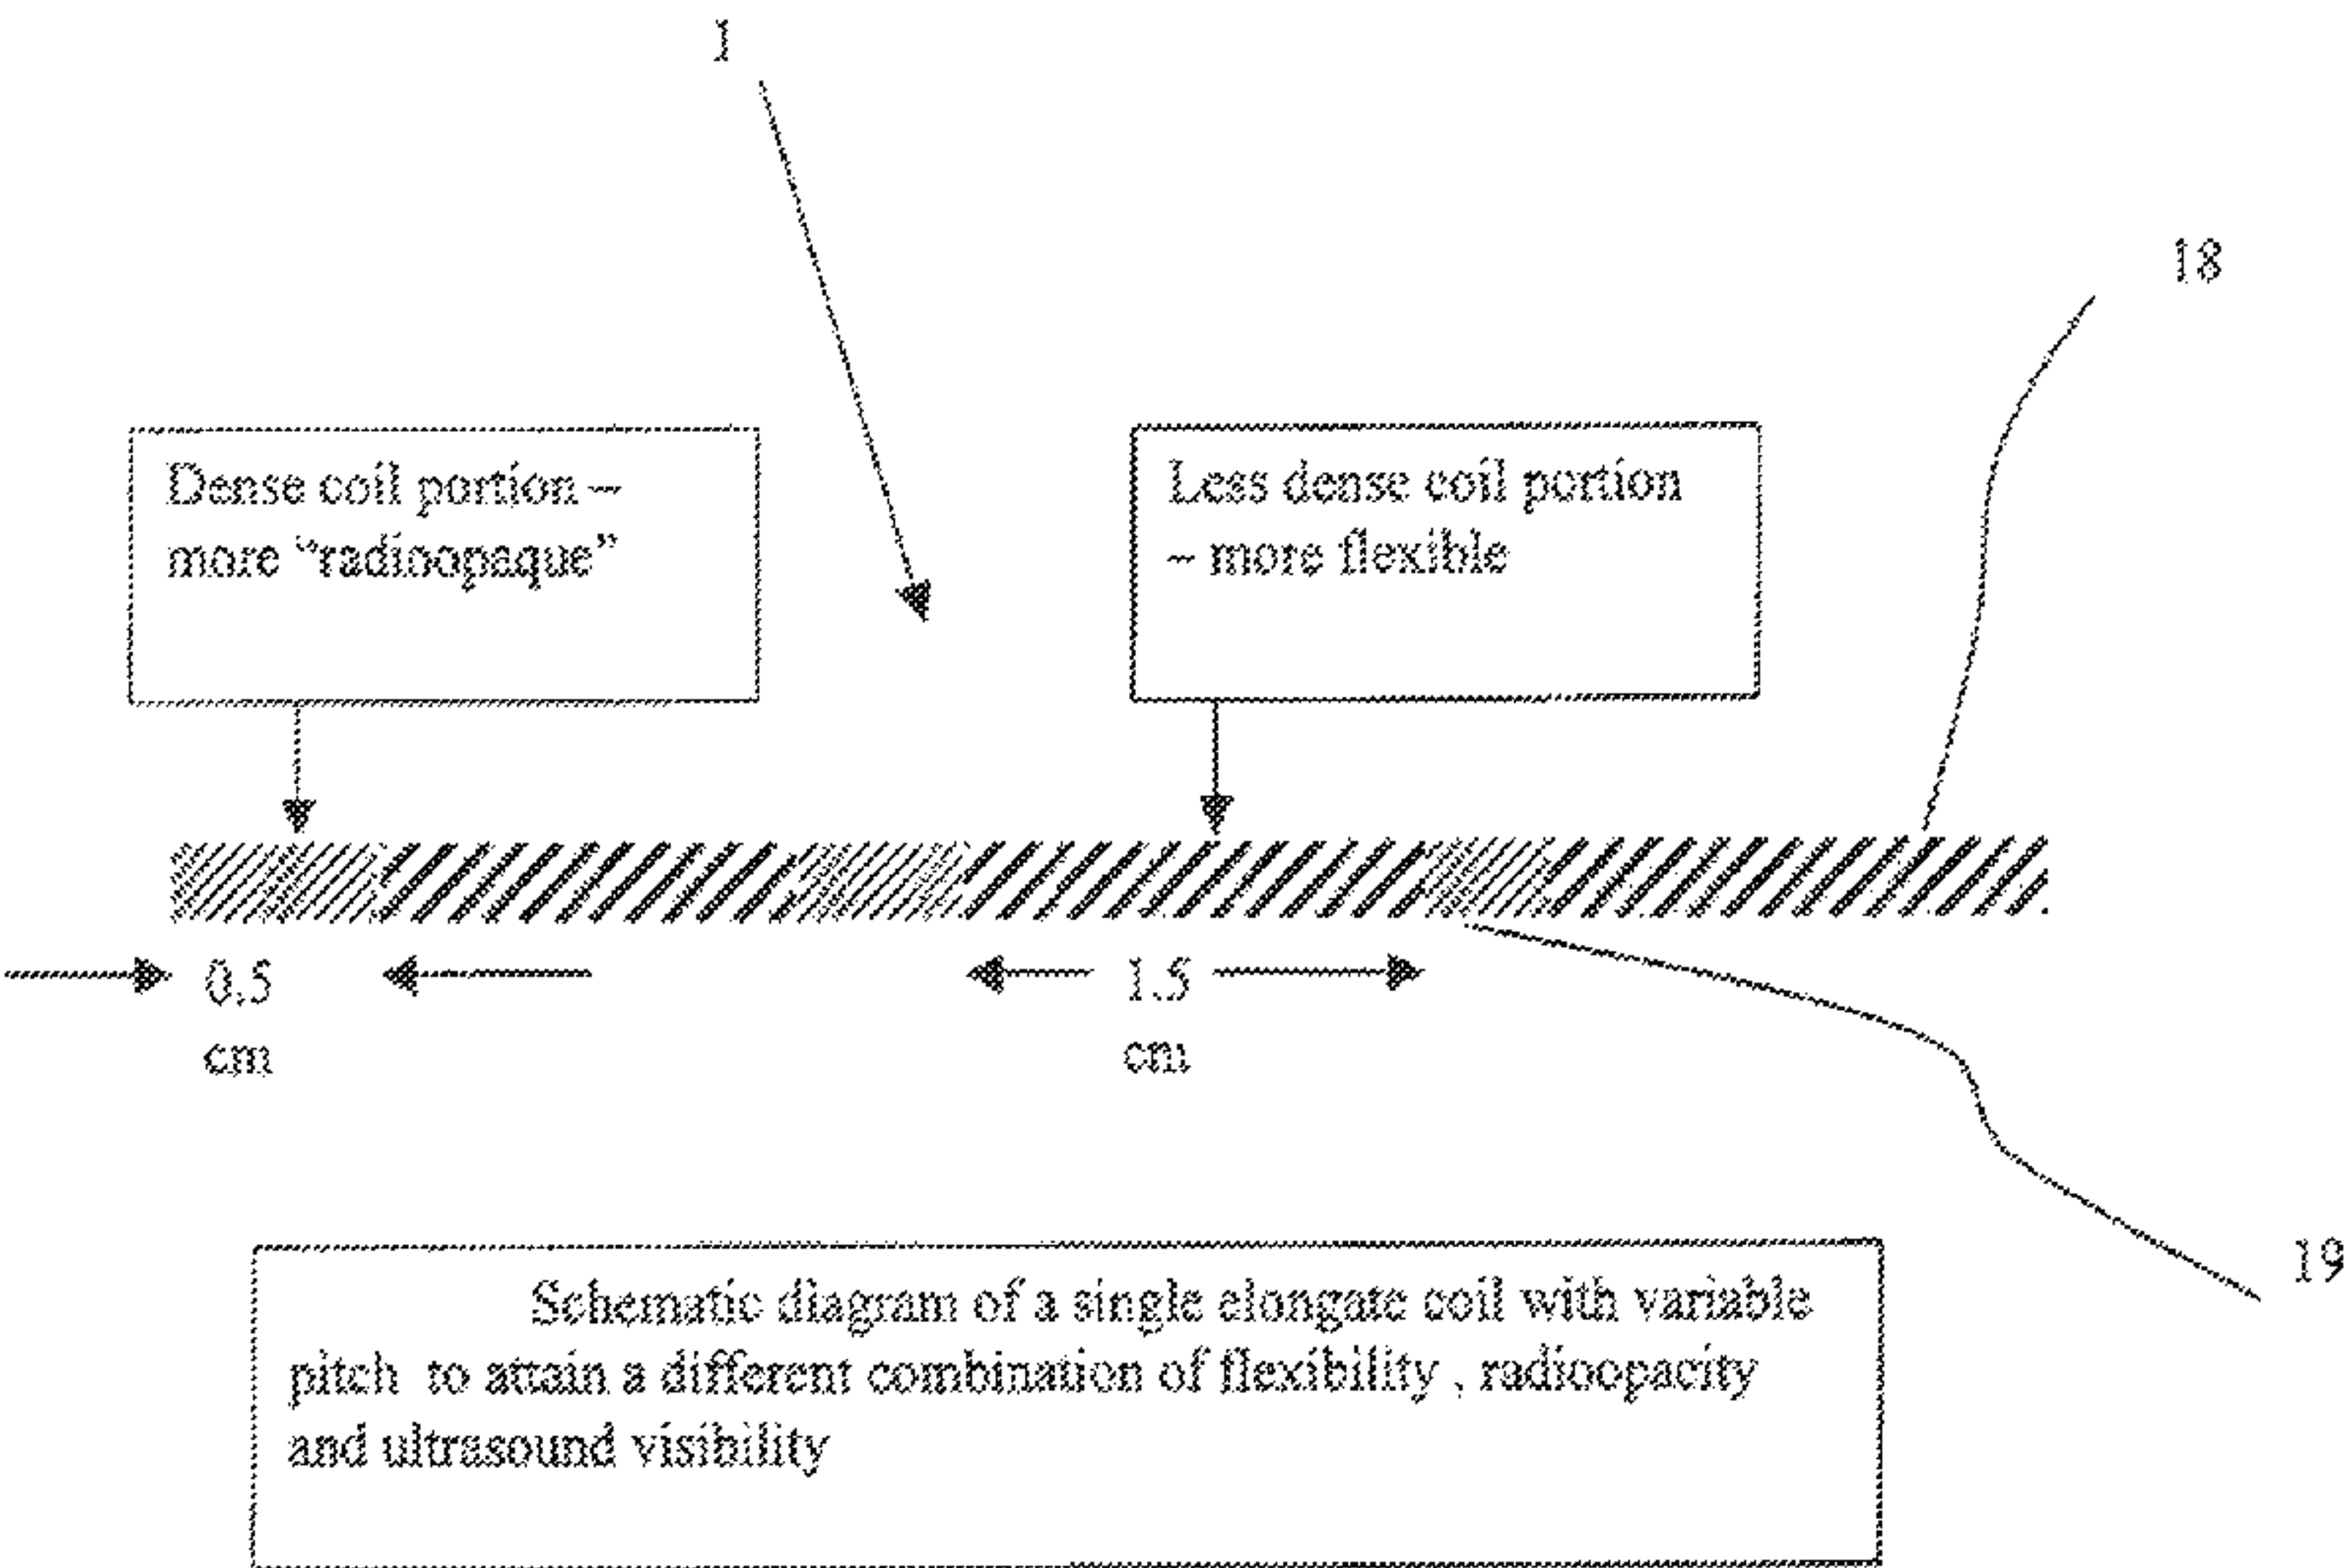 1
18
Dense coil portion –
more “radioopaque”
Less dense coil portion
– more flexible
0.5
cm
1.5
cm
19
Schematic diagram of a single elongate coil with variable
pitch to attain a different combination of flexibility , radioopacity
and ultrasound visibility